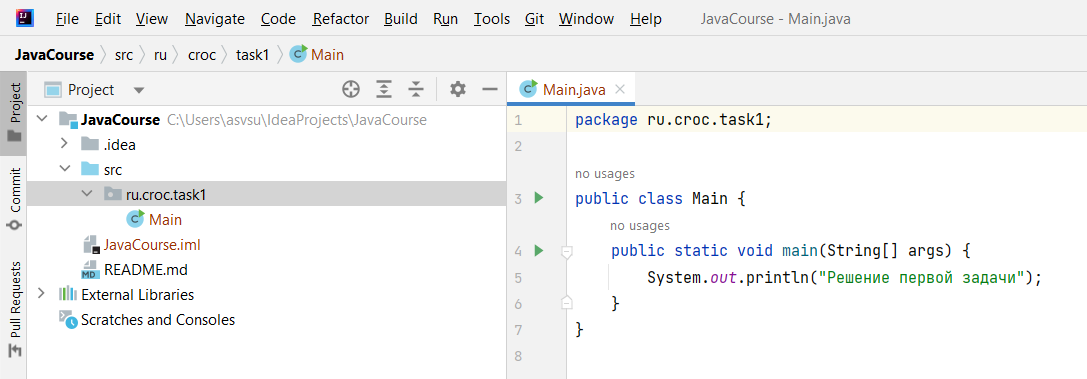 File Edit View Navigate Code Refactor Build Run Tools Git Window Help JavaCourse - Main.java
JavaCourse src ru croc task1 Main
Project
Commit
Pull Requests
Project
JavaCourse C:\Users\asvsu\IdeaProjects\JavaCourse
.idea
src
ru.croc.task1
Main
JavaCourse.iml
README.md
External Libraries
Scratches and Consoles
Main.java
1 package ru.croc.task1;
2
no usages
3 public class Main {
no usages
4 public static void main(String[] args) {
5 System.out.println("Решение первой задачи");
6 }
7 }
8